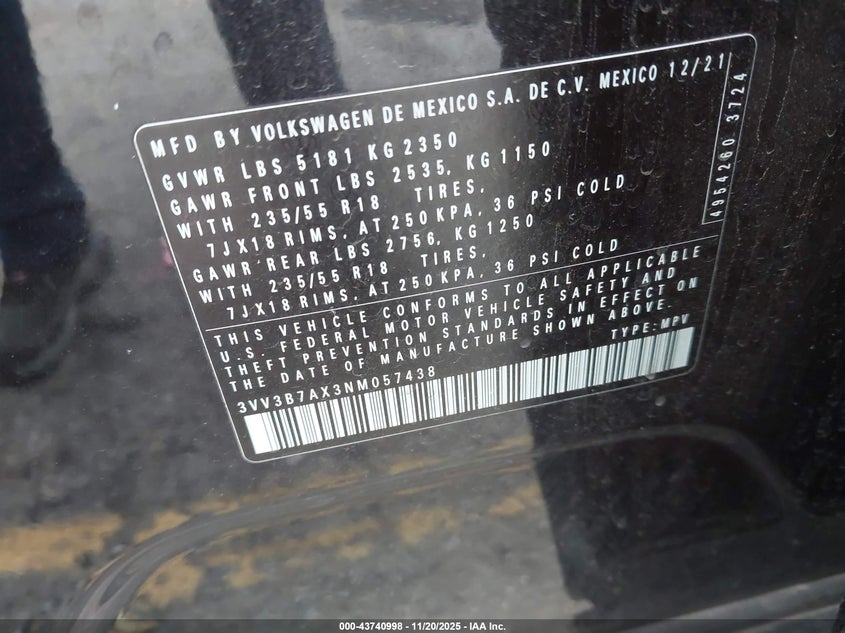 MFD BY VOLKSWAGEN DE MEXICO S.A. DE C.V. MEXICO 12/21
GVWR LBS 5181 KG 2350
GAWR FRONT LBS 2535, KG 1150
WITH 235/55 R18 TIRES,
7JX18 RIMS, AT 250 KPA, 36 PSI COLD
GAWR REAR LBS 2756, KG 1250
WITH 235/55 R18 TIRES,
7JX18 RIMS, AT 250 KPA, 36 PSI COLD
4954260 3724
THIS VEHICLE CONFORMS TO ALL APPLICABLE
U.S. FEDERAL MOTOR VEHICLE SAFETY AND
THEFT PREVENTION STANDARDS IN EFFECT ON
THE DATE OF MANUFACTURE SHOWN ABOVE.
3VV3B7AX3NM057438 TYPE:MPV
000-43740998 - 11/20/2025 - IAA Inc.